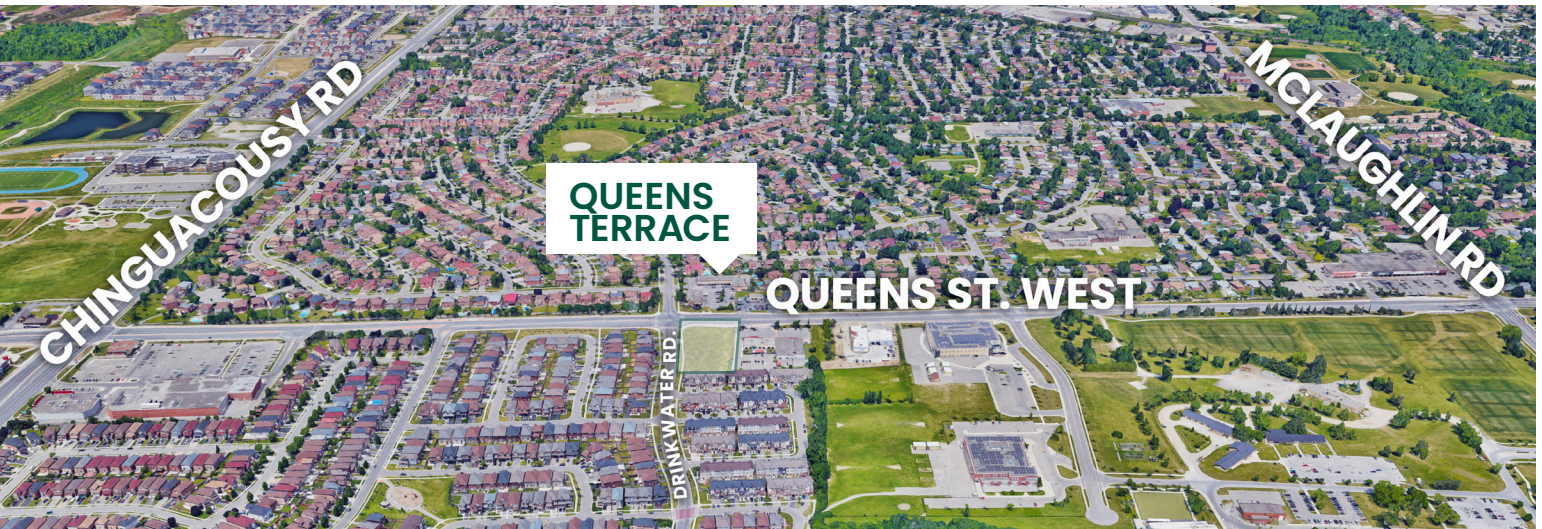 CHINGUACOUSY RD
MCLAUGHLIN RD
QUEENS
TERRACE
QUEENS ST. WEST
DRINKWATER RD.